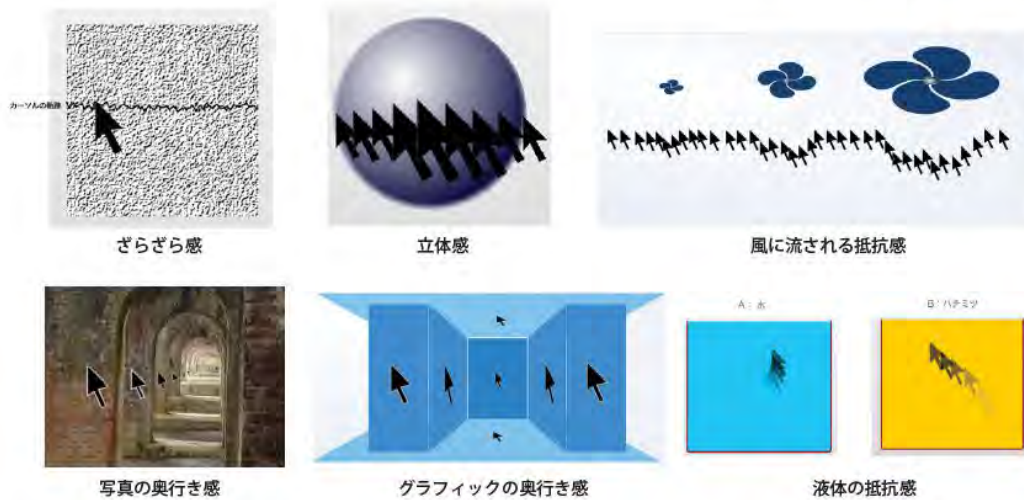 カーソルの軌跡
ざらざら感
立体感
風に流される抵抗感
A：水
B：ハチミツ
写真の奥行き感
グラフィックの奥行き感
液体の抵抗感